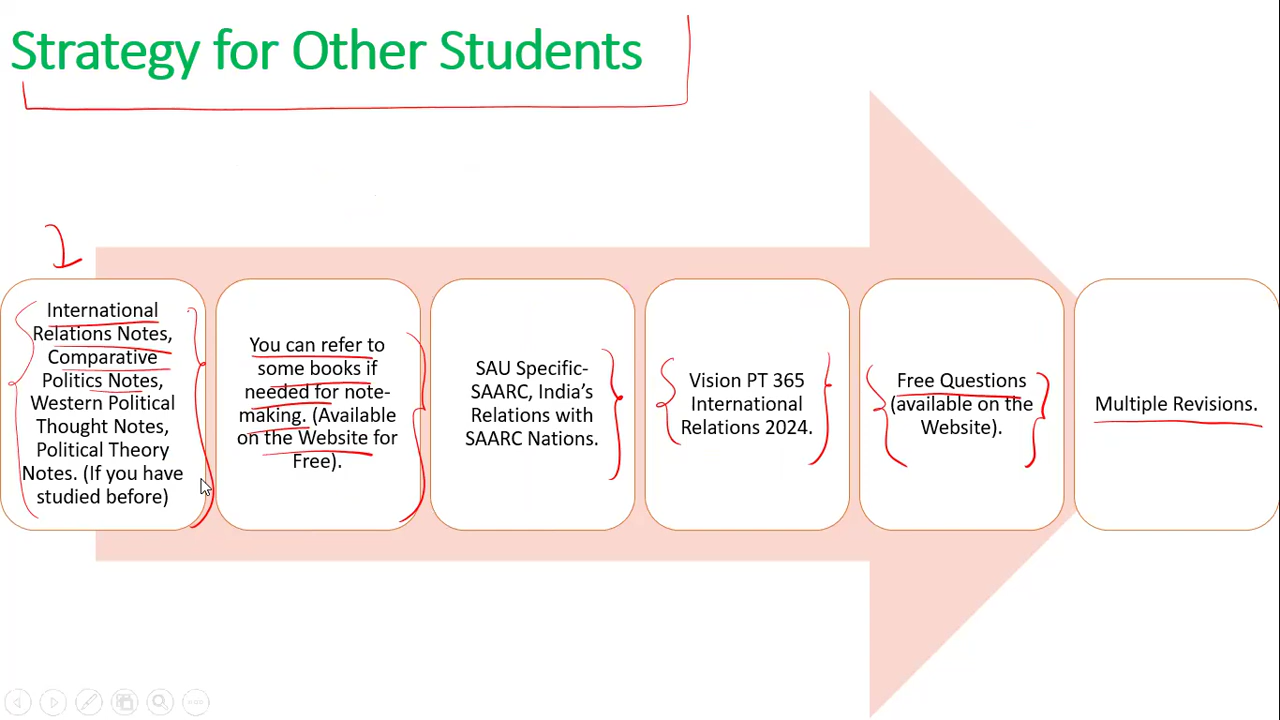 Strategy for Other Students
International
Relations Notes,
Comparative
Politics Notes,
Western Political
Thought Notes,
Political Theory
Notes. (If you have
studied before)
You can refer to
some books if
needed for note-
making. (Available
on the Website for
Free).
SAU Specific-
SAARC, India’s
Relations with
SAARC Nations.
Vision PT 365
International
Relations 2024.
Free Questions
(available on the
Website).
Multiple Revisions.